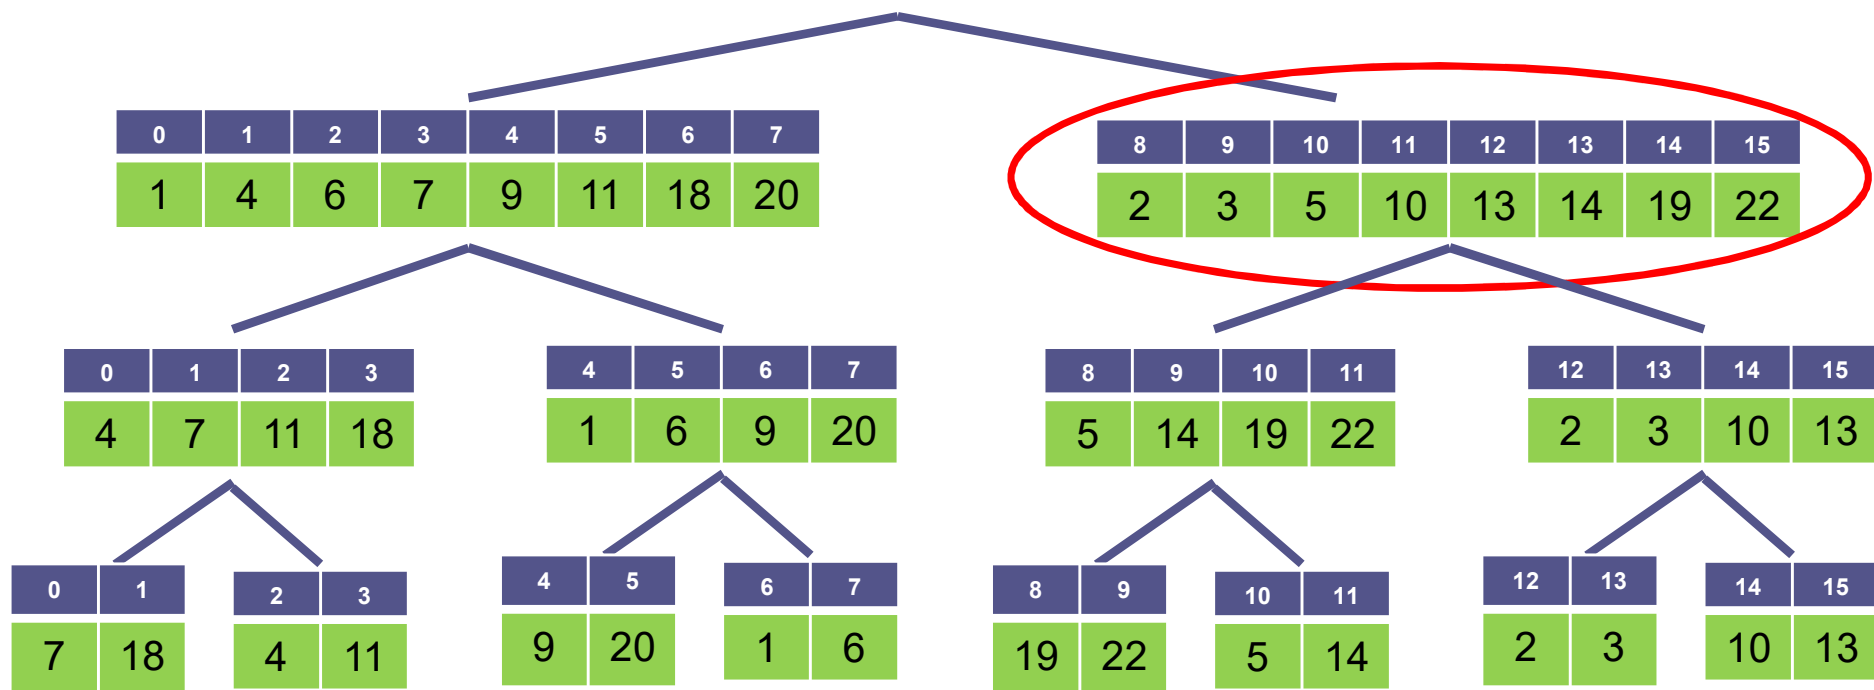 0 1 2 3 4 5 6 7
1 4 6 7 9 11 18 20
8 9 10 11 12 13 14 15
2 3 5 10 13 14 19 22
0 1 2 3
4 7 11 18
4 5 6 7
1 6 9 20
8 9 10 11
5 14 19 22
12 13 14 15
2 3 10 13
0 1
7 18
2 3
4 11
4 5
9 20
6 7
1 6
8 9
19 22
10 11
5 14
12 13
2 3
14 15
10 13